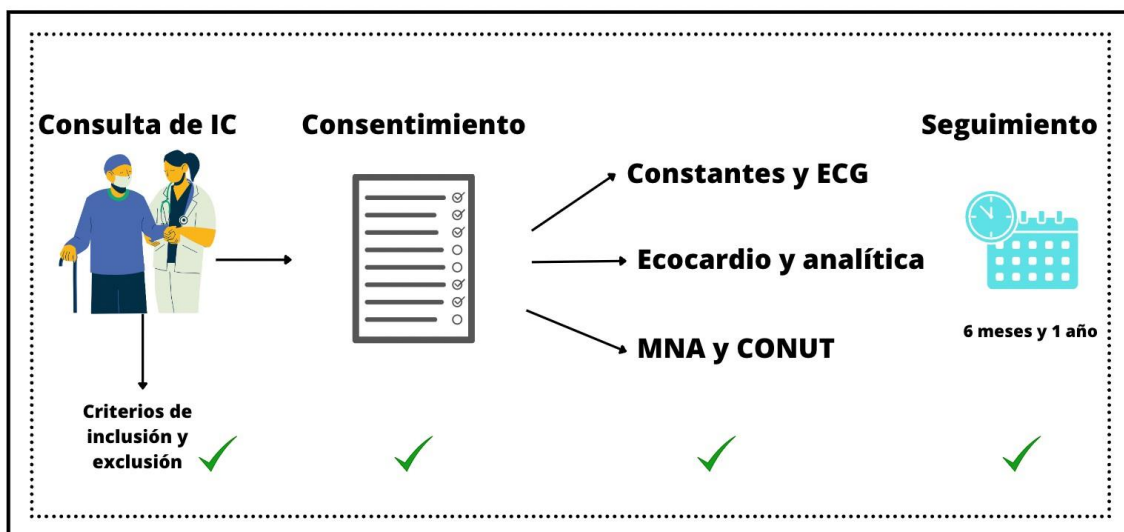 Consulta de IC
Consentimiento
Seguimiento
Constantes y ECG
Ecocardio y analítica
MNA y CONUT
6 meses y 1 año
Criterios de
inclusión y
exclusión